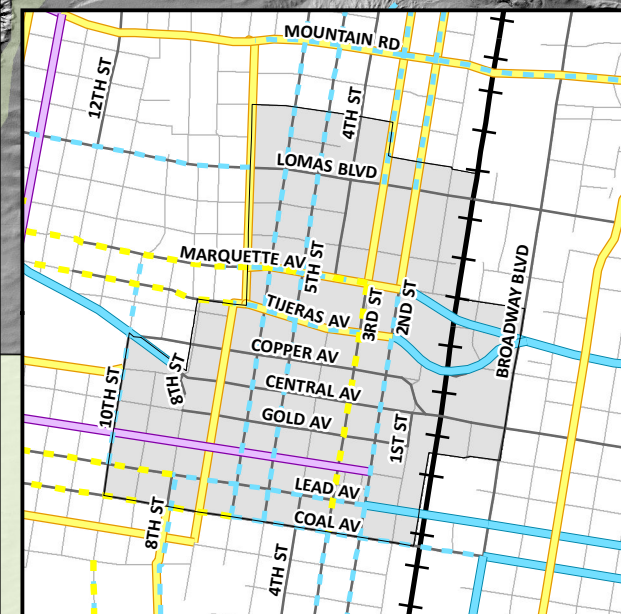 MOUNTAIN RD
12TH ST
4TH ST
LOMAS BLVD
MARQUETTE AV
5TH ST
BROADWAY BLVD
TIJERAS AV
3RD ST
2ND ST
COPPER AV
8TH ST
10TH ST
CENTRAL AV
GOLD AV
1ST ST
LEAD AV
COAL AV
8TH ST
4TH ST